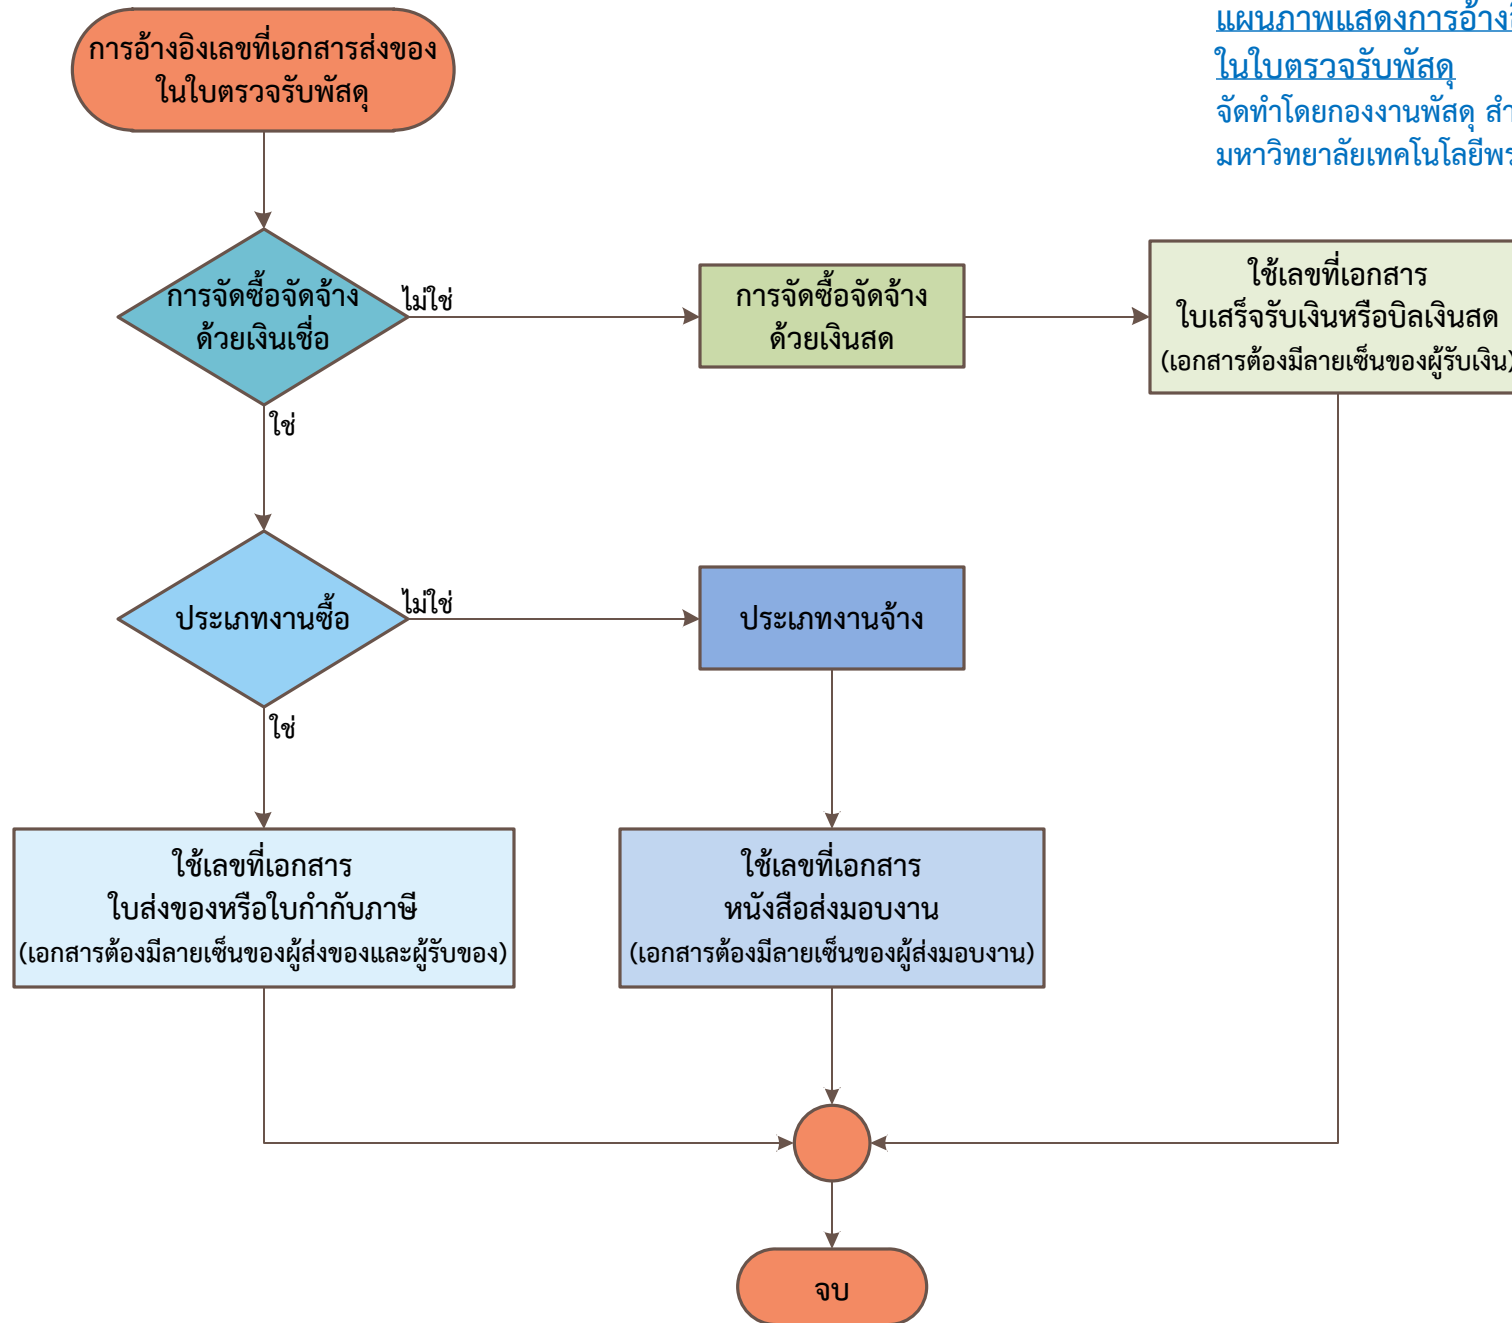 การอ้างอิงเลขที่เอกสารส่งของ
ในใบตรวจรับพัสดุ
แผนภาพแสดงการอ้าง
ในใบตรวจรับพัสดุ
จัดทำโดยกองงานพัสดุ
มหาวิทยาลัยเทคโนโลยี
การจัดซื้อจัดจ้าง
ด้วยเงินเชื่อ
ไม่ใช่
การจัดซื้อจัดจ้าง
ด้วยเงินสด
ใช้เลขที่เอกสาร
ใบเสร็จรับเงินหรือบิลเงินสด
(เอกสารต้องมีลายเซ็นของผู้รับเงิน)
ใช่
ประเภทงานซื้อ
ไม่ใช่
ประเภทงานจ้าง
ใช่
ใช้เลขที่เอกสาร
ใบส่งของหรือใบกำกับภาษี
(เอกสารต้องมีลายเซ็นของผู้ส่งของและผู้รับของ)
ใช้เลขที่เอกสาร
หนังสือส่งมอบงาน
(เอกสารต้องมีลายเซ็นของผู้ส่งมอบงาน)
จบ